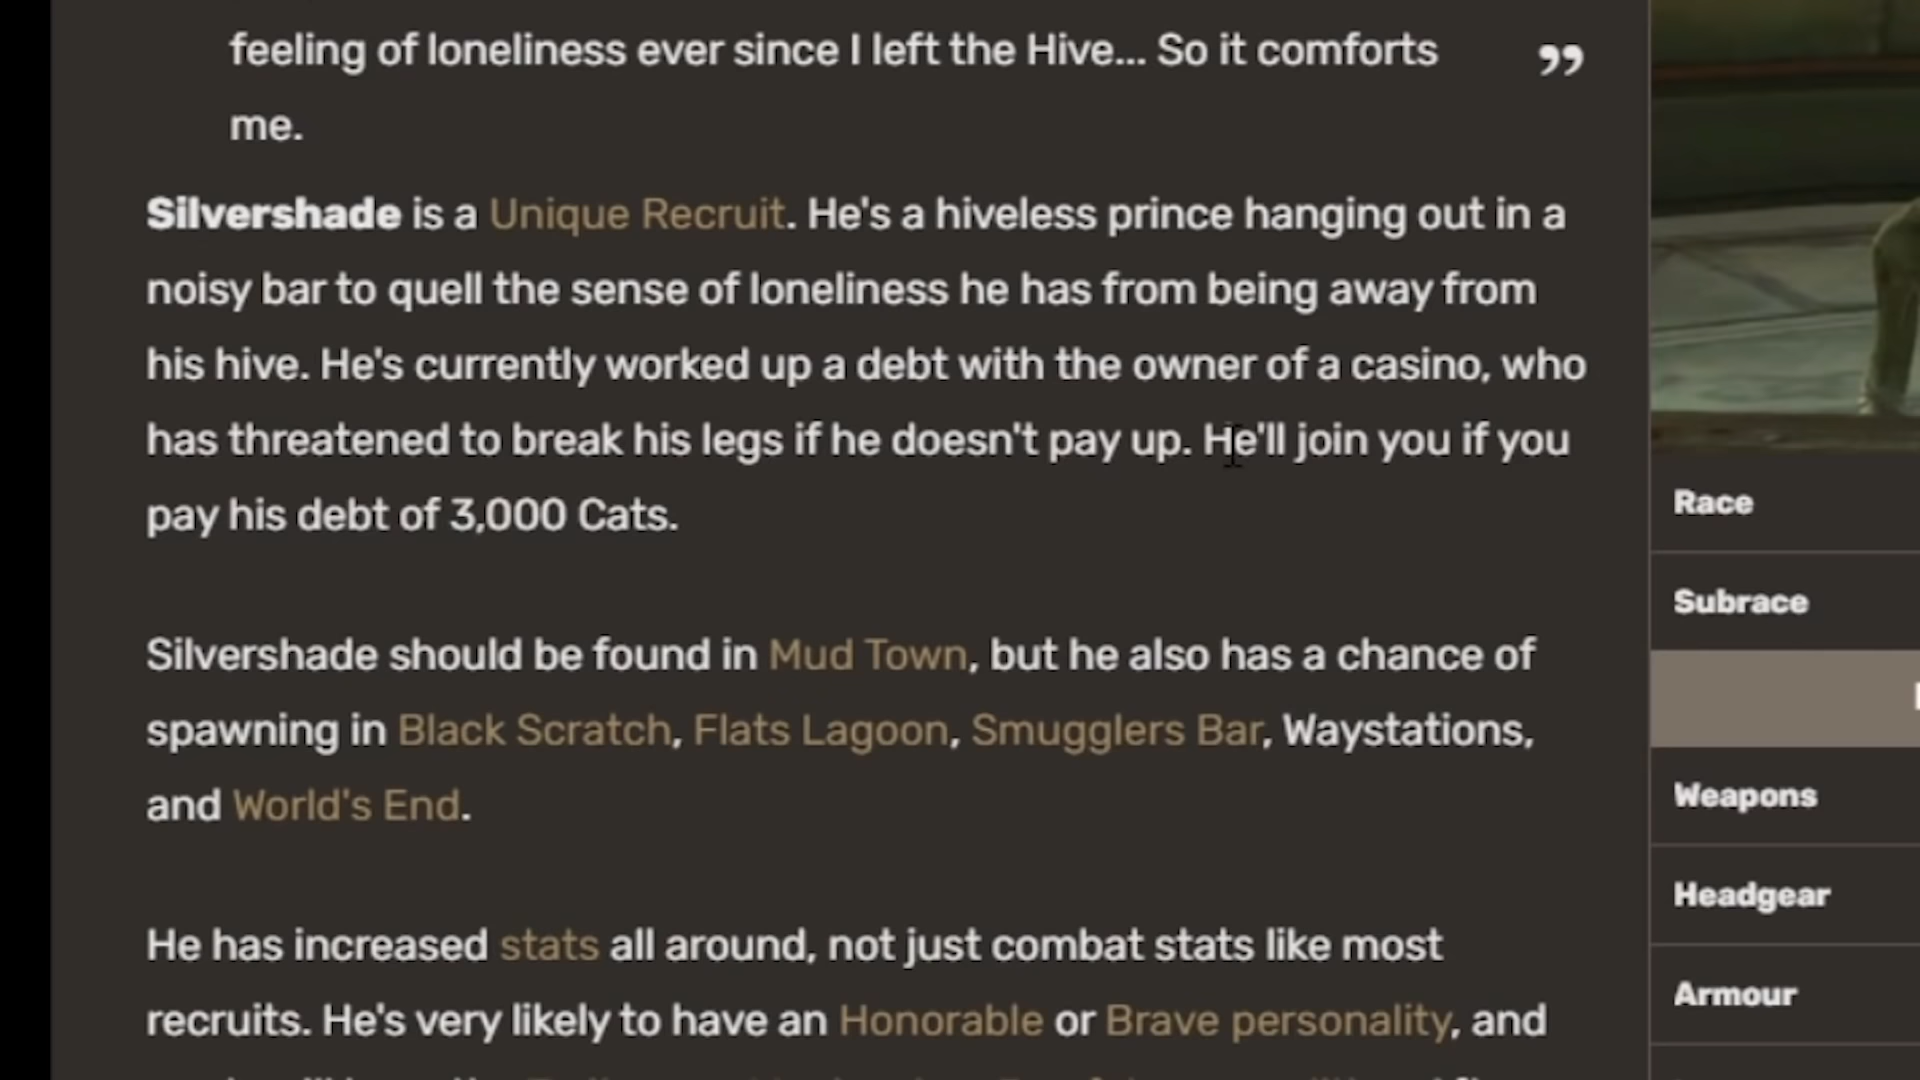 feeling of loneliness ever since I left the Hive... So it comforts
me.
”
Silvershade is a Unique Recruit. He's a hiveless prince hanging out in a
noisy bar to quell the sense of loneliness he has from being away from
his hive. He's currently worked up a debt with the owner of a casino, who
has threatened to break his legs if he doesn't pay up. He'll join you if you
pay his debt of 3,000 Cats.
Silvershade should be found in Mud Town, but he also has a chance of
spawning in Black Scratch, Flats Lagoon, Smugglers Bar, Waystations,
and World's End.
He has increased stats all around, not just combat stats like most
recruits. He's very likely to have an Honorable or Brave personality, and
Race
Subrace
Weapons
Headgear
Armour